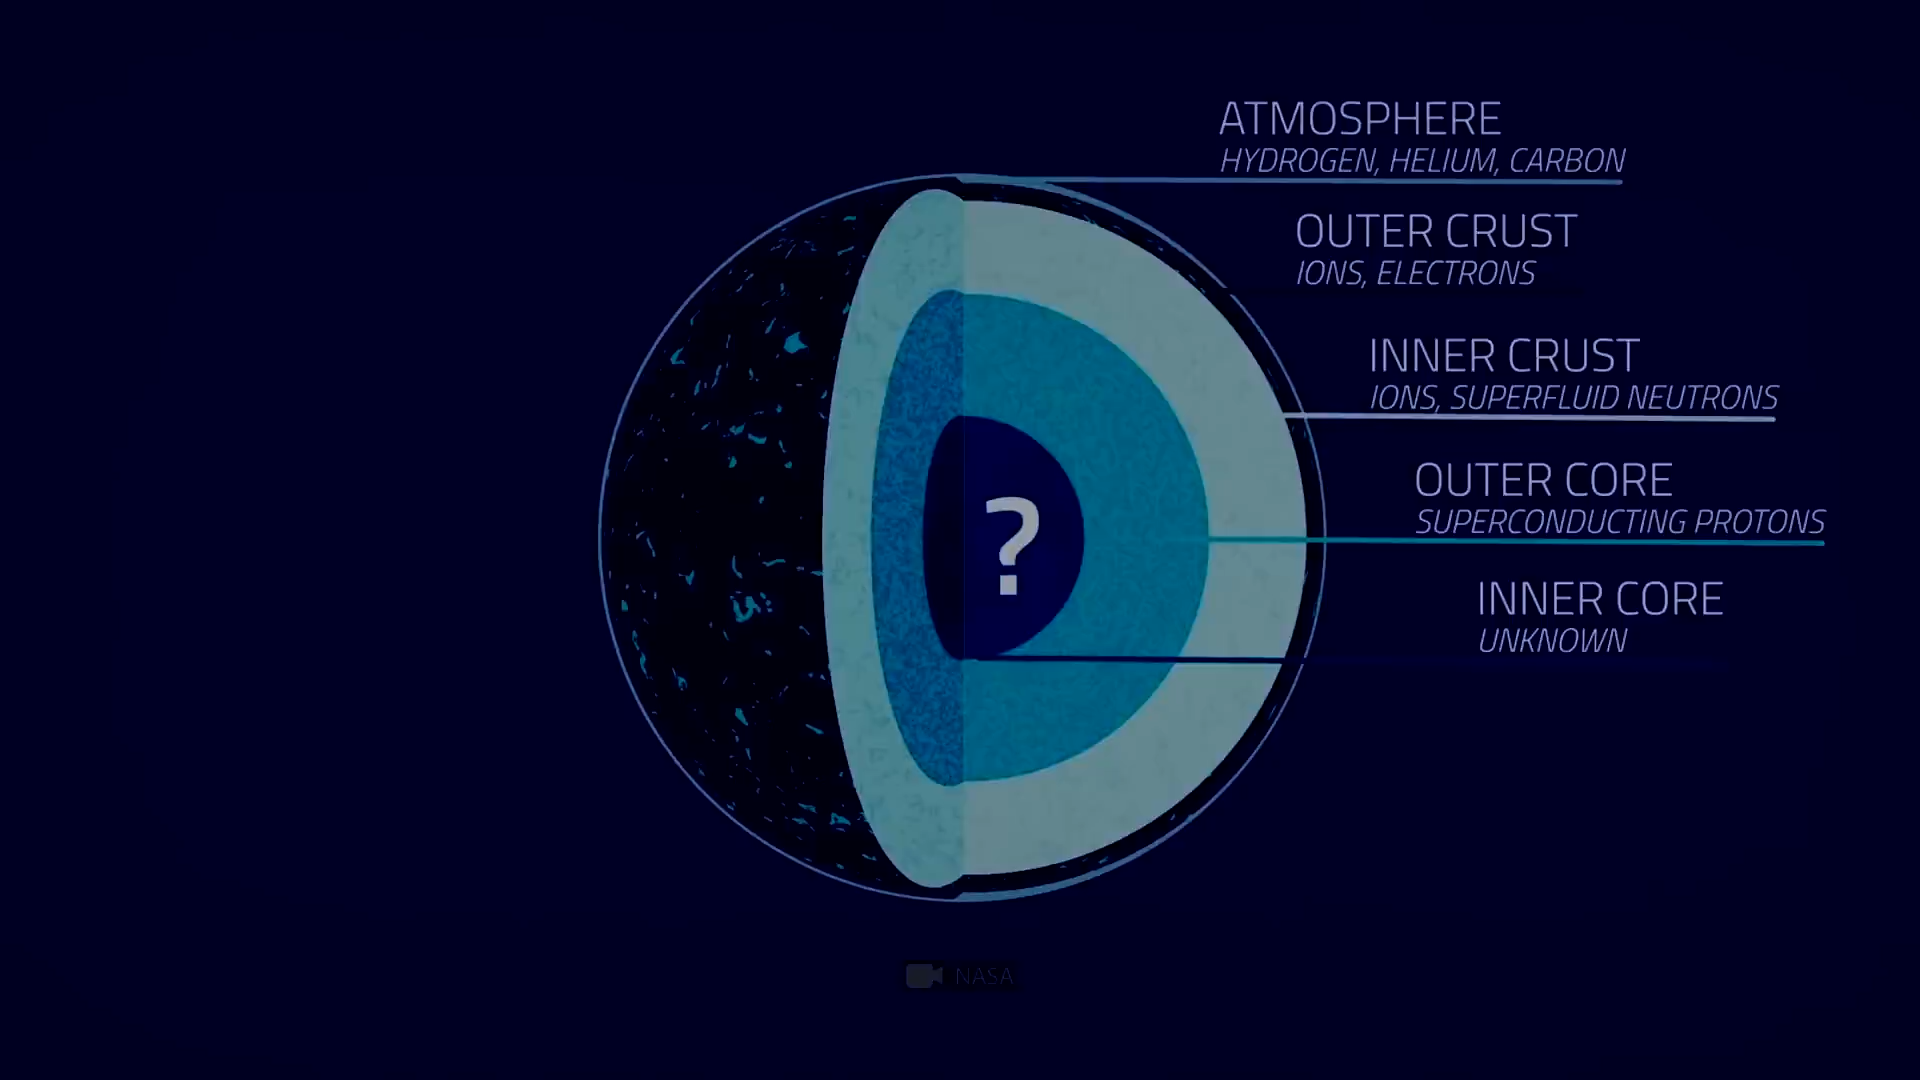 ATMOSPHERE
HYDROGEN, HELIUM, CARBON
OUTER CRUST
IONS, ELECTRONS
INNER CRUST
IONS, SUPERFLUID NEUTRONS
OUTER CORE
SUPERCONDUCTING PROTONS
?
INNER CORE
UNKNOWN
NASA